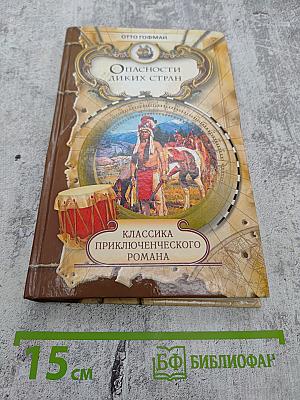 ОТТО ГОФМАН
ОПАСНОСТИ
ДИКИХ СТРАН
КЛАССИКА
ПРИКЛЮЧЕНЧЕСКОГО
РОМАНА
15 см
БФ БИБЛИОФАН